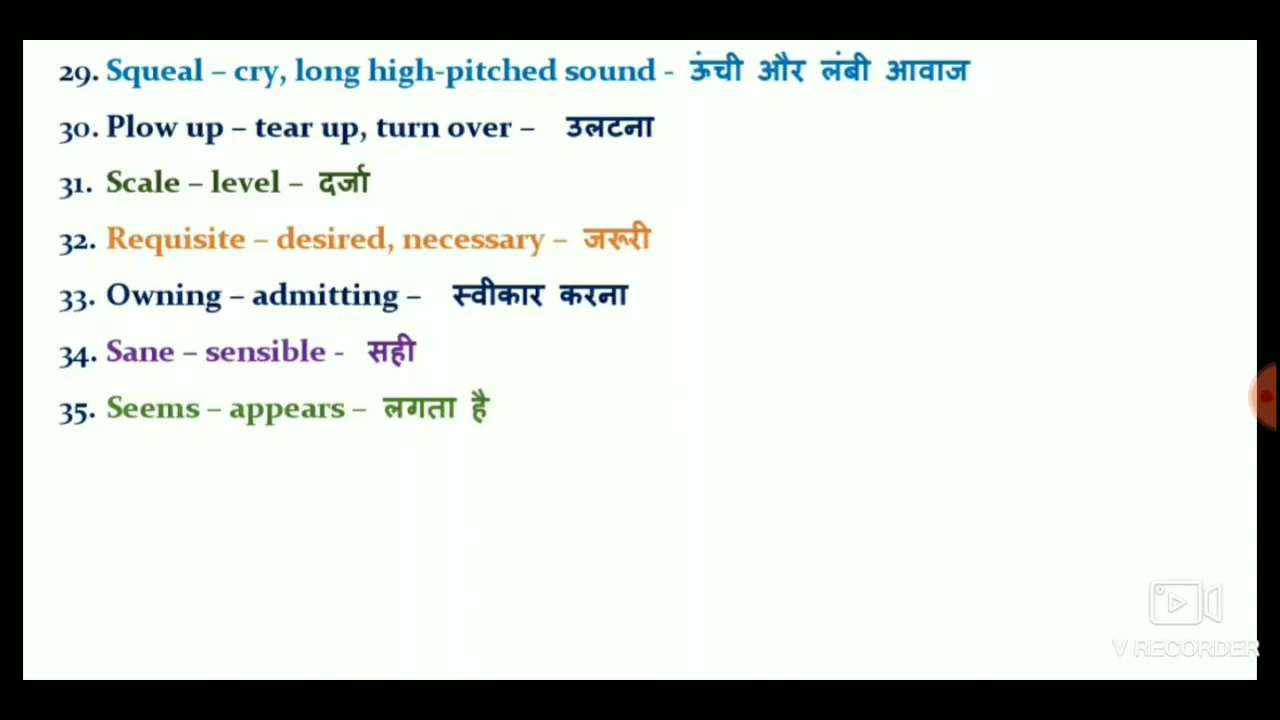 29. Squeal – cry, long high-pitched sound - ऊंची और लंबी आवाज
30. Plow up – tear up, turn over – उलटना
31. Scale – level – दर्जा
32. Requisite – desired, necessary – जरूरी
33. Owning – admitting – स्वीकार करना
34. Sane – sensible - सही
35. Seems – appears – लगता है
V RECORDER